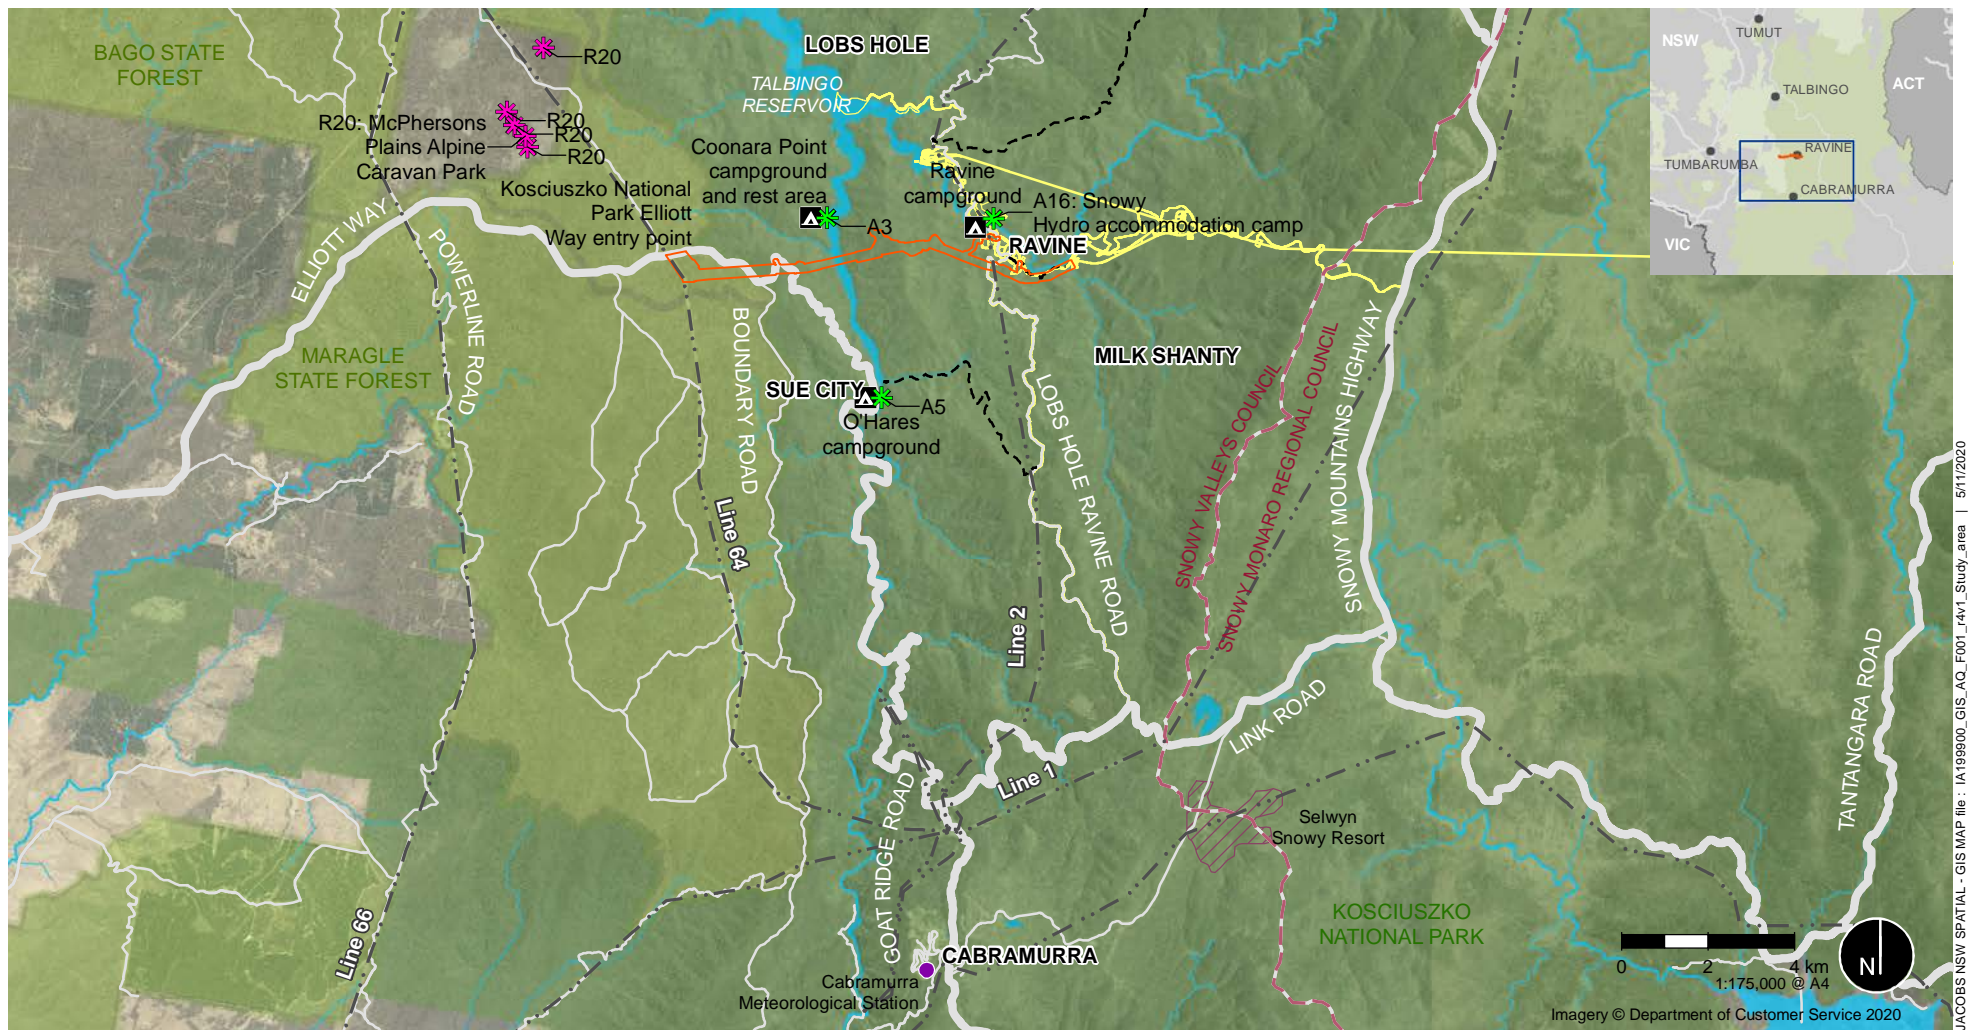 BAGO STATE
FOREST
R20
R20
R20
R20
R20: McPhersons
Plains Alpine
Caravan Park
LOBS HOLE
TALBINGO
RESERVOIR
Coonara Point
campground
and rest area
A3
Kosciuszko National
Park Elliott
Way entry point
Ravine
campground
A16: Snowy
Hydro accommodation camp
RAVINE
ELLIOTT WAY
POWERLINE ROAD
BOUNDARY ROAD
MARAGLE
STATE FOREST
MILK SHANTY
SUE CITY
A5
O'Hares
campground
LOBS HOLE RAVINE ROAD
SNOWY VALLEYS COUNCIL
SNOWY MONARO REGIONAL COUNCIL
SNOWY MOUNTAINS HIGHWAY
Line 64
Line 2
LINK ROAD
Line 1
TANTANGARA ROAD
GOAT RIDGE ROAD
Selwyn
Snowy Resort
Line 66
KOSCIUSZKO
NATIONAL PARK
CABRAMURRA
Cabramurra
Meteorological Station
NSW
TUMUT
TALBINGO
ACT
RAVINE
TUMBARUMBA
CABRAMURRA
VIC
0 2 4 km
1:175,000 @ A4
N
Imagery © Department of Customer Service 2020
JACOBS NSW SPATIAL - GIS MAP file : IA199900_GIS_AQ_F001_r4v1_Study_area | 5/11/2020